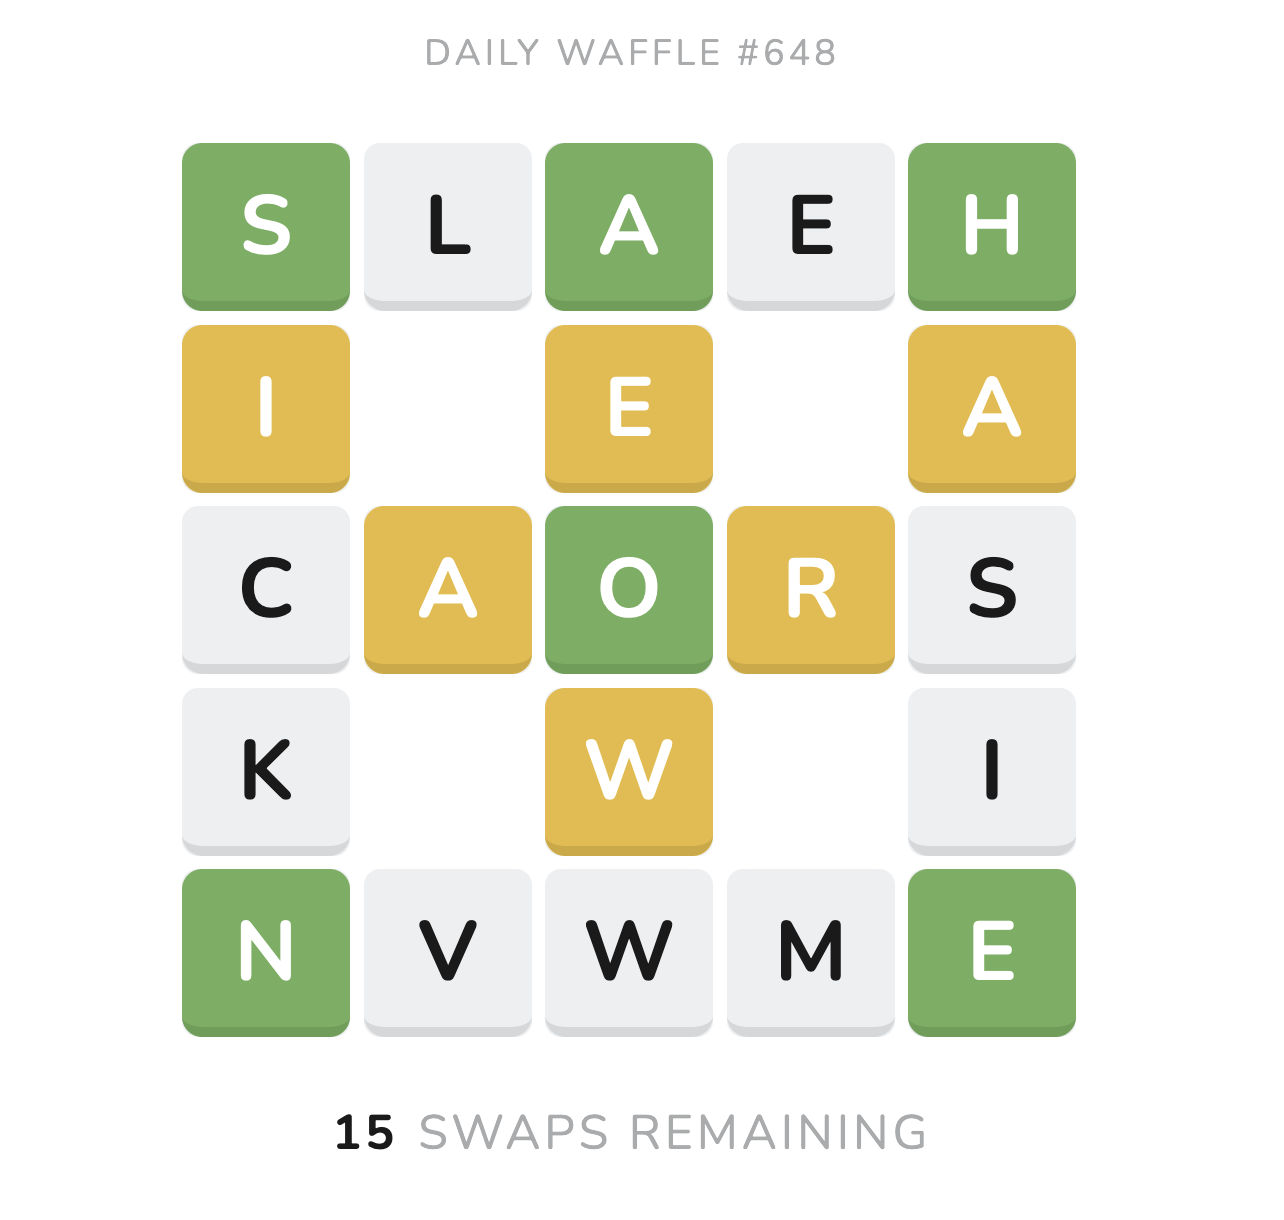 DAILY WAFFLE #648
S L A E H
I E A
C A O R S
K W I
N V W M E
15 SWAPS REMAINING